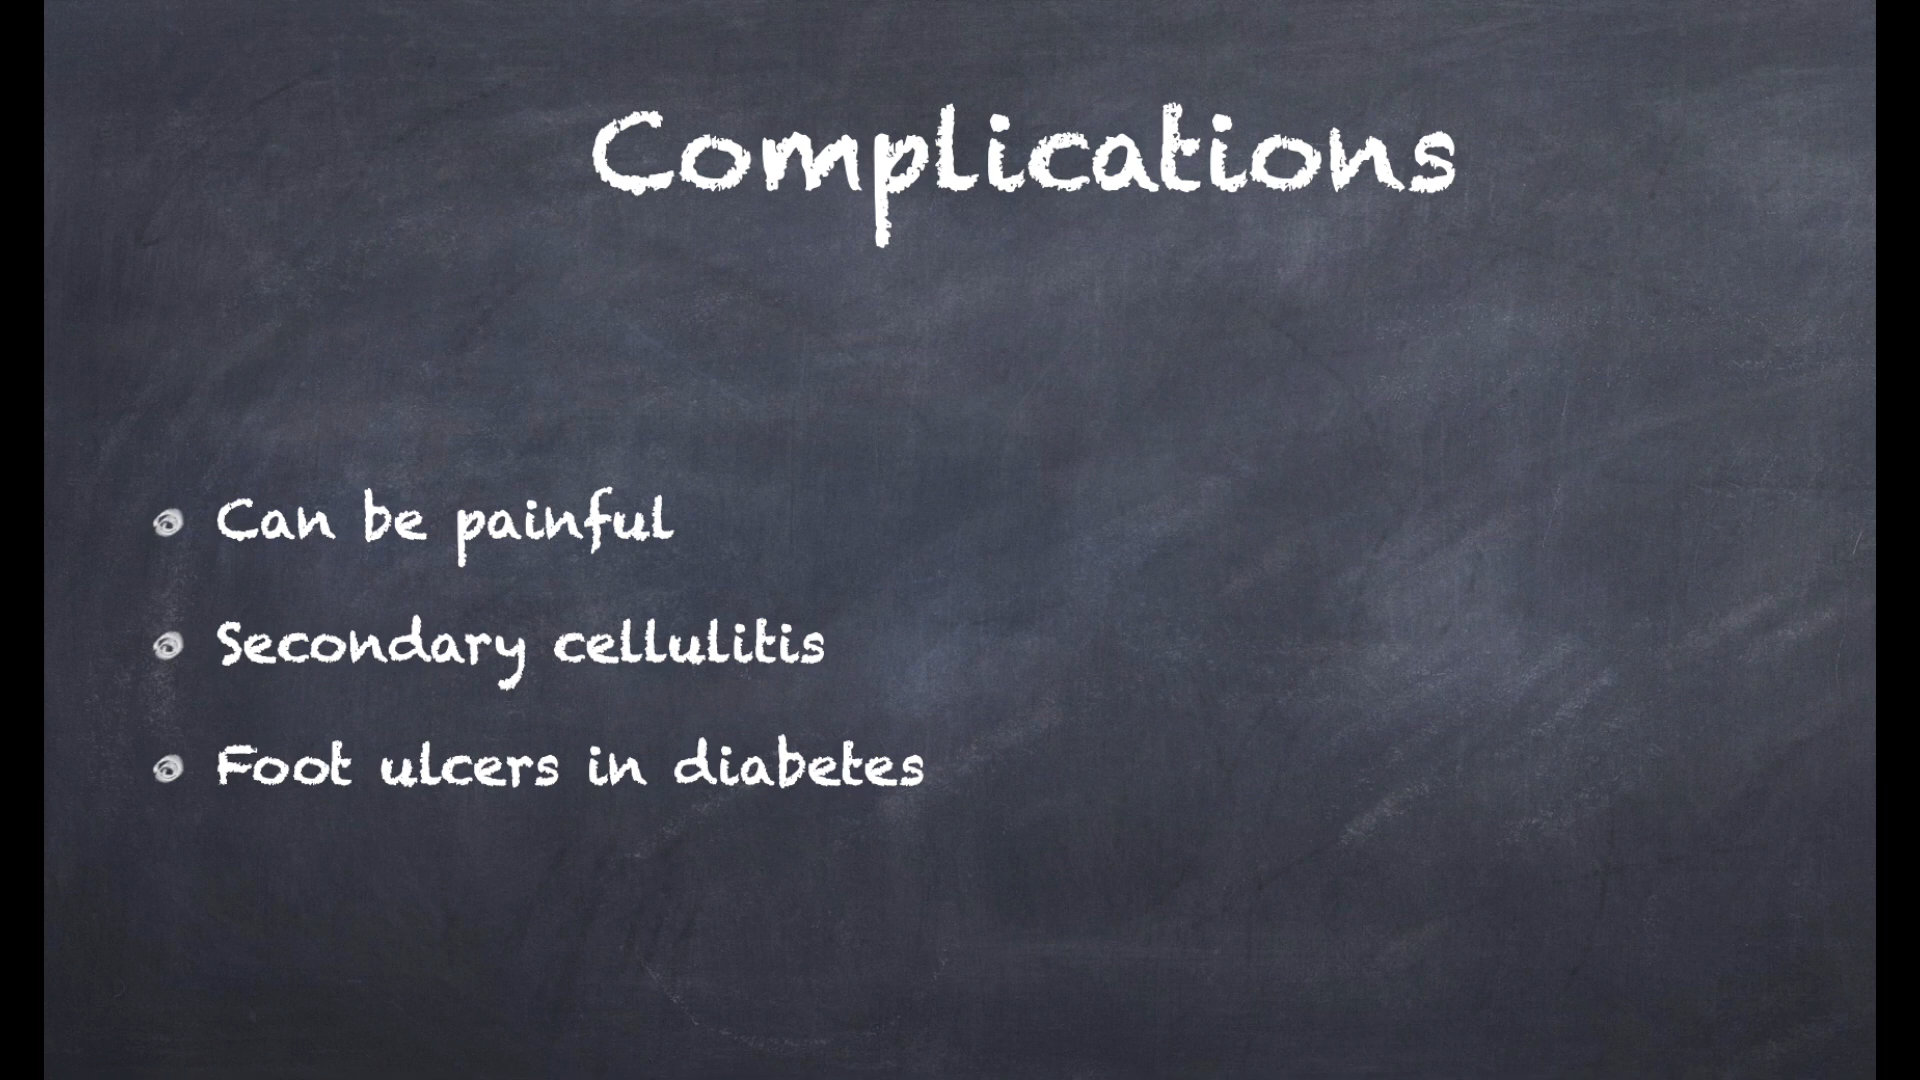 Complications
Can be painful
Secondary cellulitis
Foot ulcers in diabetes